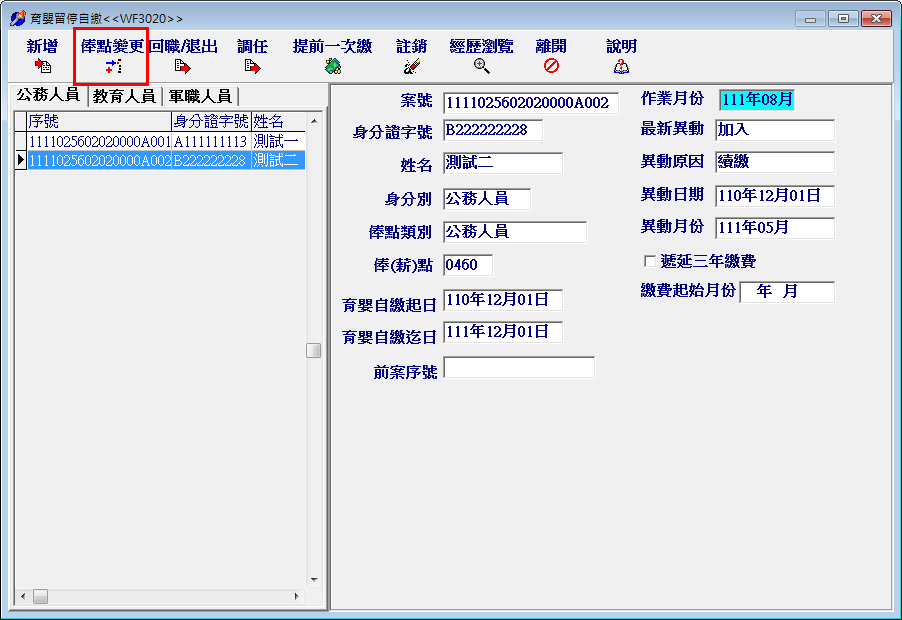 育嬰留停自繳<<WF3020>>
新增 俸點變更 回職/退出 調任 提前一次繳 註銷 經歷瀏覽 離開 說明
公務人員 教育人員 軍職人員
序號 身分證字號 姓名
1111025602020000A001 A111111113 測試一
1111025602020000A002 B222222228 測試二
案號 1111025602020000A002 作業月份 111年08月
身分證字號 B222222228 最新異動 加入
姓名 測試二 異動原因 續繳
身分別 公務人員 異動日期 110年12月01日
俸點類別 公務人員 異動月份 111年05月
俸(薪)點 0460 遞延三年繳費
育嬰自繳起日 110年12月01日 繳費起始月份 年 月
育嬰自繳迄日 111年12月01日
前案序號